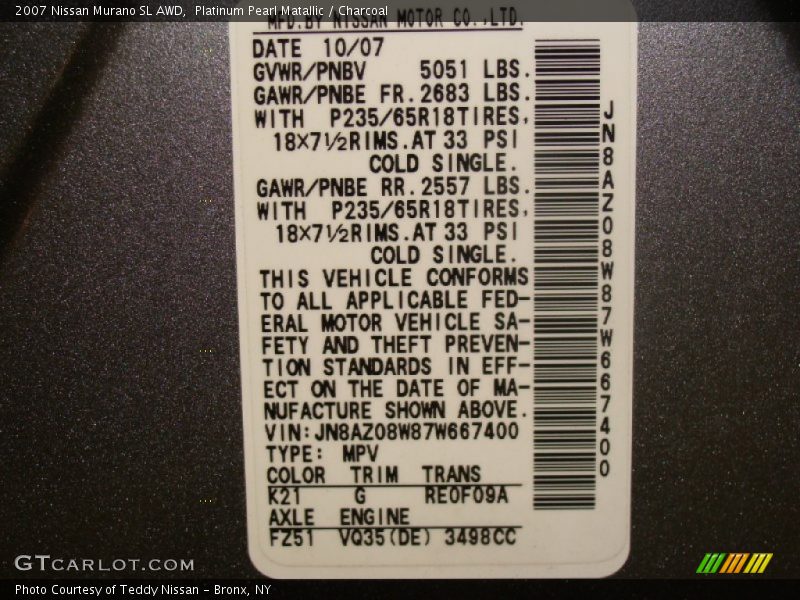 2007 Nissan Murano SL AWD,  Platinum Pearl Matallic / Charcoal
MFD.BY NISSAN MOTOR CO.,LTD.
DATE 10/07
GVWR/PNBV 5051 LBS.
GAWR/PNBE FR.2683 LBS.
WITH P235/65R18TIRES,
18×7½RIMS.AT 33 PSI
COLD SINGLE.
GAWR/PNBE RR.2557 LBS.
WITH P235/65R18TIRES,
18×7½RIMS.AT 33 PSI
COLD SINGLE.
THIS VEHICLE CONFORMS
TO ALL APPLICABLE FED-
ERAL MOTOR VEHICLE SA-
FETY AND THEFT PREVEN-
TION STANDARDS IN EFF-
ECT ON THE DATE OF MA-
NUFACTURE SHOWN ABOVE.
VIN:JN8AZ08W87W667400
TYPE: MPV
COLOR TRIM TRANS
K21 G RE0F09A
AXLE ENGINE
FZ51 VQ35(DE) 3498CC
JN8AZ08W87W667400
GTCARLOT.COM
Photo Courtesy of Teddy Nissan – Bronx, NY